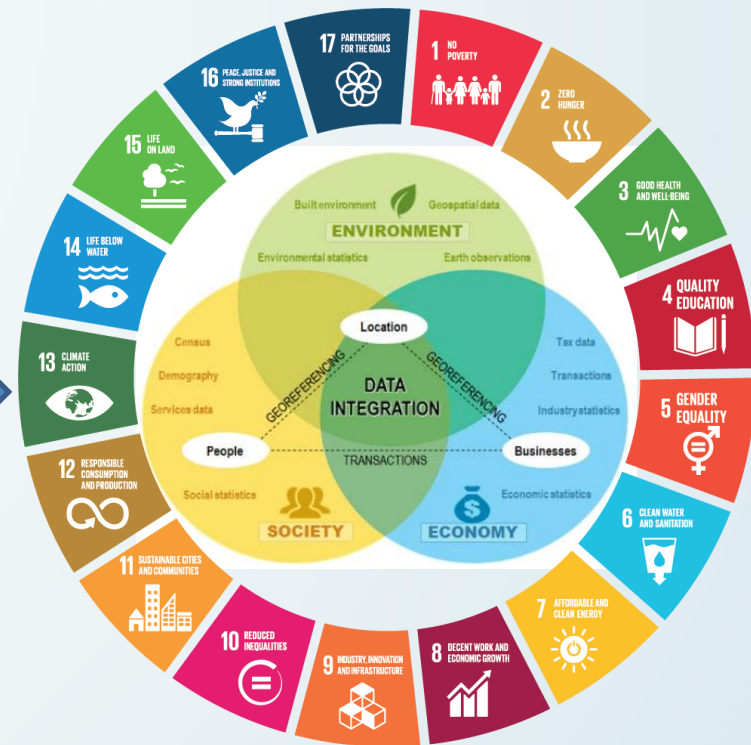 1 NO
POVERTY
2 ZERO
HUNGER
3 GOOD HEALTH
AND WELL-BEING
4 QUALITY
EDUCATION
5 GENDER
EQUALITY
6 CLEAN WATER
AND SANITATION
7 AFFORDABLE AND
CLEAN ENERGY
8 DECENT WORK AND
ECONOMIC GROWTH
9 INDUSTRY, INNOVATION
AND INFRASTRUCTURE
10 REDUCED
INEQUALITIES
11 SUSTAINABLE CITIES
AND COMMUNITIES
12 RESPONSIBLE
CONSUMPTION
AND PRODUCTION
13 CLIMATE
ACTION
14 LIFE BELOW
WATER
15 LIFE
ON LAND
16 PEACE, JUSTICE AND
STRONG INSTITUTIONS
17 PARTNERSHIPS
FOR THE GOALS
Built environment
Geospatial data
ENVIRONMENT
Environmental statistics
Earth observations
Location
Census
Demography
Services data
GEOREFERENCING
GEOREFERENCING
DATA
INTEGRATION
Tax data
Transactions
Industry statistics
People
TRANSACTIONS
Businesses
Social statistics
SOCIETY
$
Economic statistics
ECONOMY